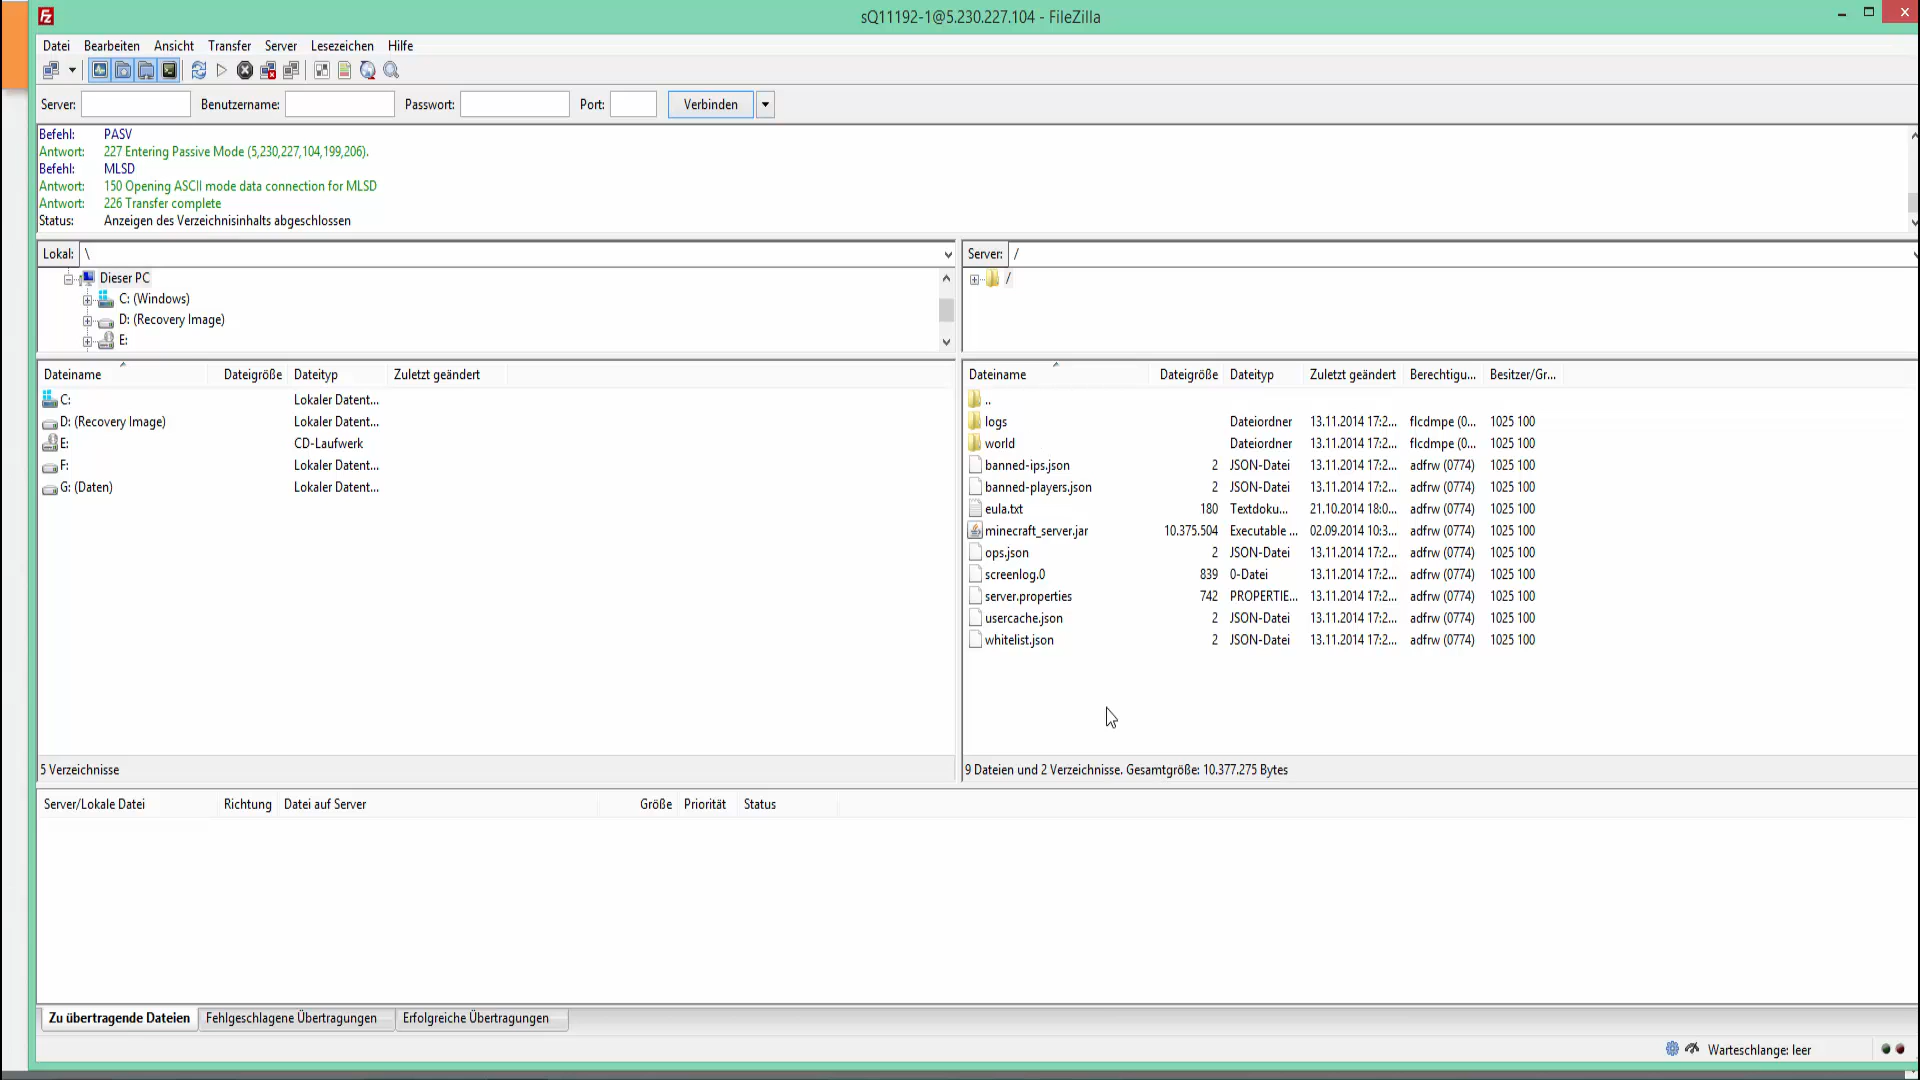 sQ11192-1@5.230.227.104 - FileZilla
Datei Bearbeiten Ansicht Transfer Server Lesezeichen Hilfe
Server: Benutzername: Passwort: Port: Verbinden
Befehl: PASV
Antwort: 227 Entering Passive Mode (5,230,227,104,199,206).
Befehl: MLSD
Antwort: 150 Opening ASCII mode data connection for MLSD
Antwort: 226 Transfer complete
Status: Anzeigen des Verzeichnisinhalts abgeschlossen
Lokal: \
Dieser PC
C: (Windows)
D: (Recovery Image)
E:
Dateiname Dateigröße Dateityp Zuletzt geändert
C: Lokaler Datent...
D: (Recovery Image) Lokaler Datent...
E: CD-Laufwerk
F: Lokaler Datent...
G: (Daten) Lokaler Datent...
5 Verzeichnisse
Server: /
/
Dateiname Dateigröße Dateityp Zuletzt geändert Berechtigu... Besitzer/Gr...
..
logs Dateiordner 13.11.2014 17:2... flcdmpe (0... 1025 100
world Dateiordner 13.11.2014 17:2... flcdmpe (0... 1025 100
banned-ips.json 2 JSON-Datei 13.11.2014 17:2... adfrw (0774) 1025 100
banned-players.json 2 JSON-Datei 13.11.2014 17:2... adfrw (0774) 1025 100
eula.txt 180 Textdoku... 21.10.2014 18:0... adfrw (0774) 1025 100
minecraft_server.jar 10.375.504 Executable ... 02.09.2014 10:3... adfrw (0774) 1025 100
ops.json 2 JSON-Datei 13.11.2014 17:2... adfrw (0774) 1025 100
screenlog.0 839 0-Datei 13.11.2014 17:2... adfrw (0774) 1025 100
server.properties 742 PROPERTIE... 13.11.2014 17:2... adfrw (0774) 1025 100
usercache.json 2 JSON-Datei 13.11.2014 17:2... adfrw (0774) 1025 100
whitelist.json 2 JSON-Datei 13.11.2014 17:2... adfrw (0774) 1025 100
9 Dateien und 2 Verzeichnisse. Gesamtgröße: 10.377.275 Bytes
Server/Lokale Datei Richtung Datei auf Server Größe Priorität Status
Zu übertragende Dateien Fehlgeschlagene Übertragungen Erfolgreiche Übertragungen
Warteschlange: leer